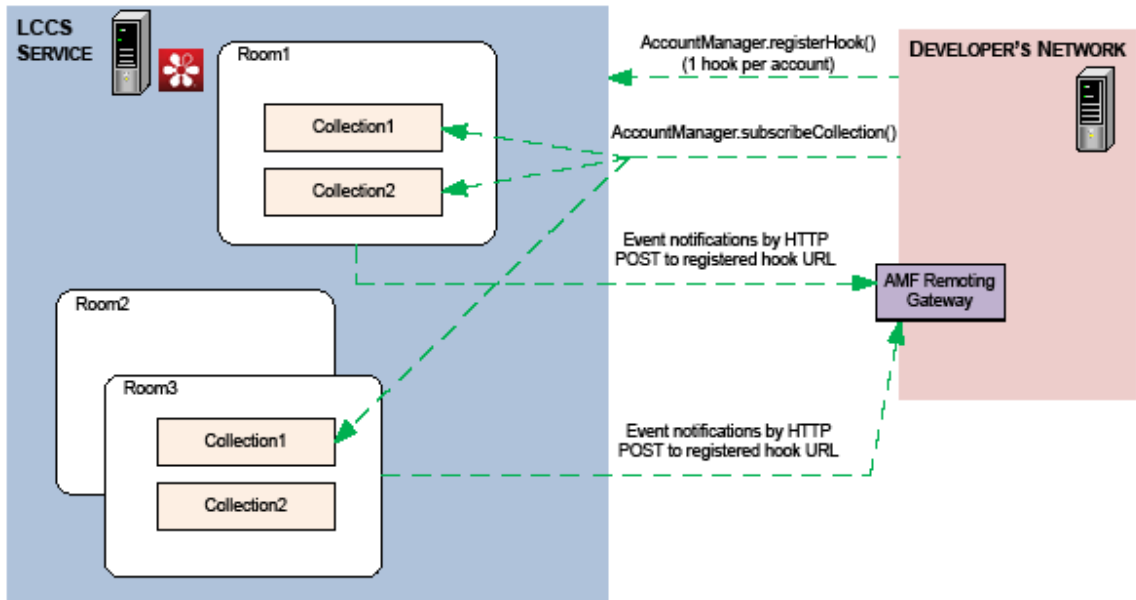 LCCS
SERVICE
Room1
Collection1
Collection2
AccountManager.registerHook()
(1 hook per account)
DEVELOPER'S NETWORK
AccountManager.subscribeCollection()
Event notifications by HTTP
POST to registered hook URL
AMF Remoting
Gateway
Room2
Room3
Collection1
Collection2
Event notifications by HTTP
POST to registered hook URL